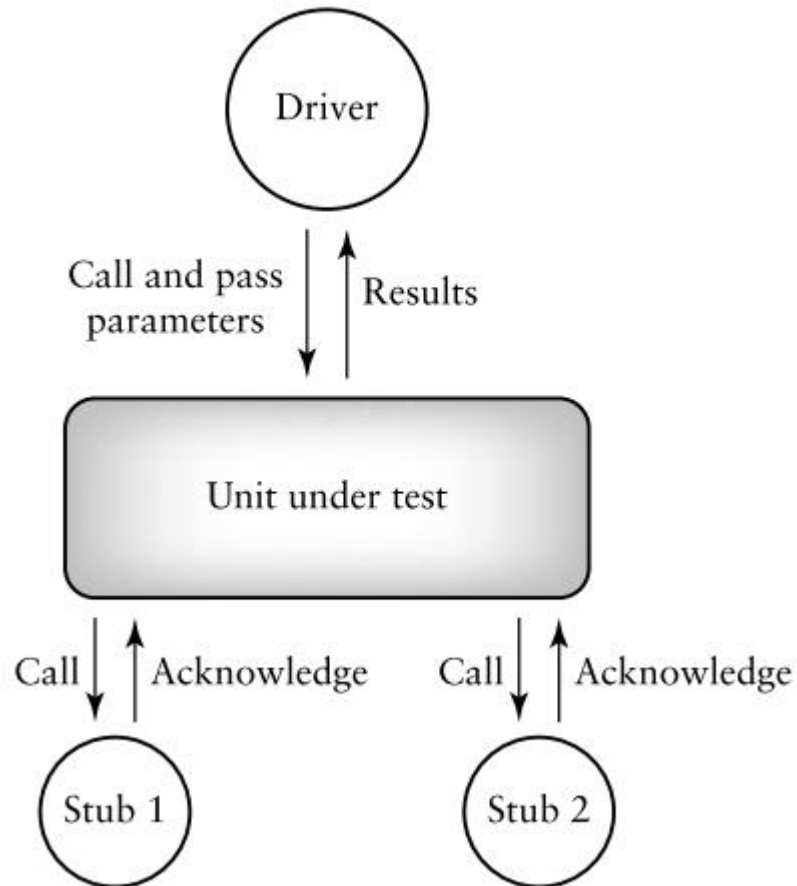 Driver
Call and pass
parameters
Results
Unit under test
Call
Acknowledge
Call
Acknowledge
Stub 1
Stub 2